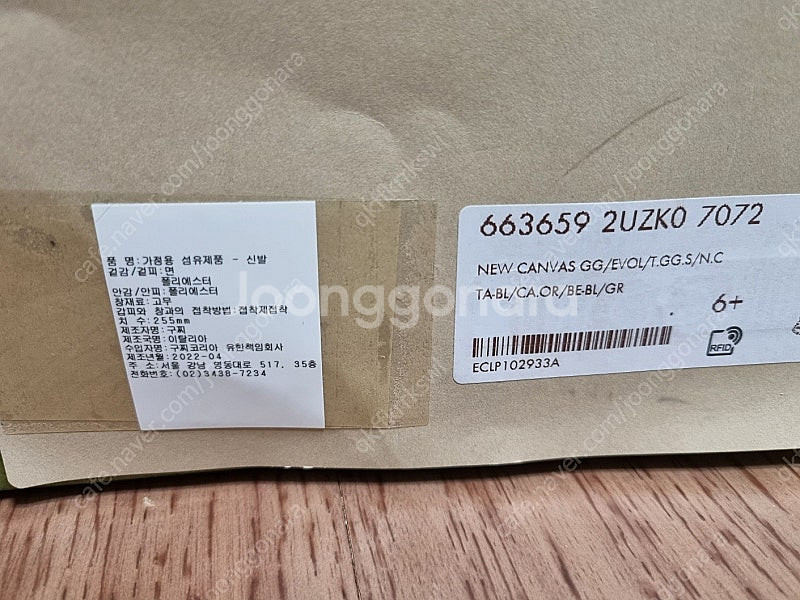 품 명:가정용 섬유제품 - 신발
겉감/겉피:면
폴리에스터
안감/안피:폴리에스터
창재료:고무
겉피와 창과의 접착방법:접착제접착
치 수:255mm
제조자명:구찌
제조국명:이탈리아
수입자명:구찌코리아 유한책임회사
제조년월:2022-04
주 소:서울 강남 영동대로 517, 35층
전화번호:(02)3438-7234
663659 2UZK0 7072
NEW CANVAS GG/EVOL/T.GG.S/N.C
TA-BL/CA.OR/BE-BL/GR
6+
RFID
ECLP102933A
Joonggonara
cafe.naver.com/joonggonara